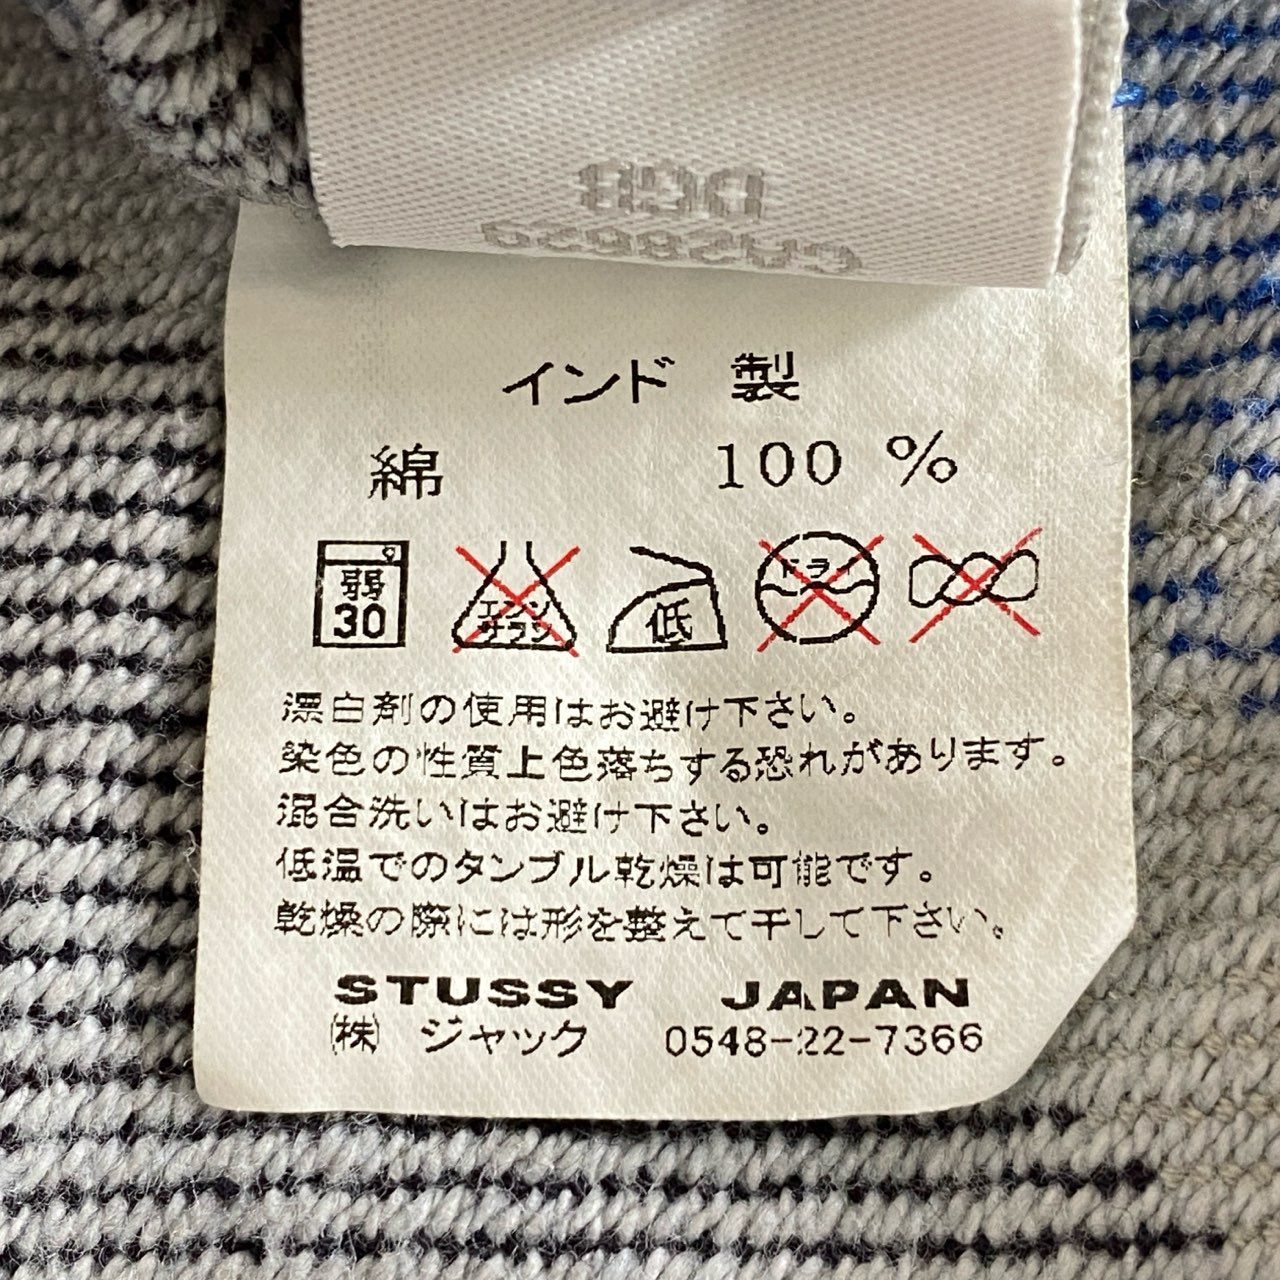 インド 製
綿 100 %
弱 30
エンソ サラシ
低
ドライ
漂白剤の使用はお避け下さい。
染色の性質上色落ちする恐れがあります。
混合洗いはお避け下さい。
低温でのタンブル乾燥は可能です。
乾燥の際には形を整えて干して下さい。
STUSSY JAPAN
㈱ ジャック 0548-22-7366